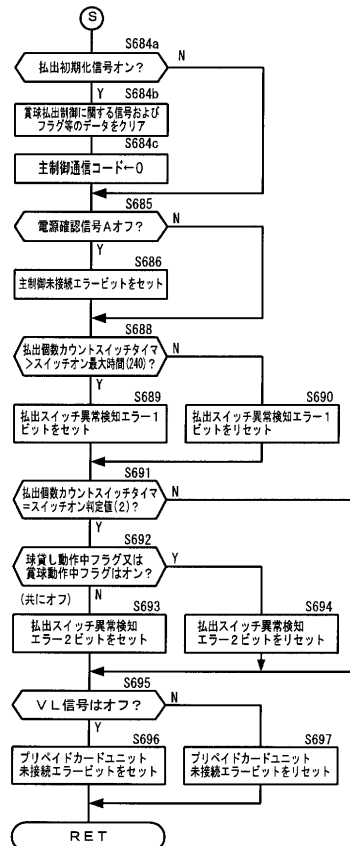 S
S684a
払出初期化信号オン?
N
Y
S684b
賞球払出制御に関する信号および
フラグ等のデータをクリア
S684c
主制御通信コード←0
S685
電源確認信号Aオフ?
N
Y
S686
主制御未接続エラービットをセット
S688
払出個数カウントスイッチタイマ
>スイッチオン最大時間(240)?
N
Y
S689
払出スイッチ異常検知エラー1
ビットをセット
S690
払出スイッチ異常検知エラー1
ビットをリセット
S691
払出個数カウントスイッチタイマ
=スイッチオン判定値(2)?
N
Y
S692
球貸し動作中フラグ又は
賞球動作中フラグはオン?
Y
(共にオフ)
N
S693
払出スイッチ異常検知
エラー2ビットをセット
S694
払出スイッチ異常検知
エラー2ビットをリセット
S695
VL信号はオフ?
N
Y
S696
プリペイドカードユニット
未接続エラービットをセット
S697
プリペイドカードユニット
未接続エラービットをリセット
RET